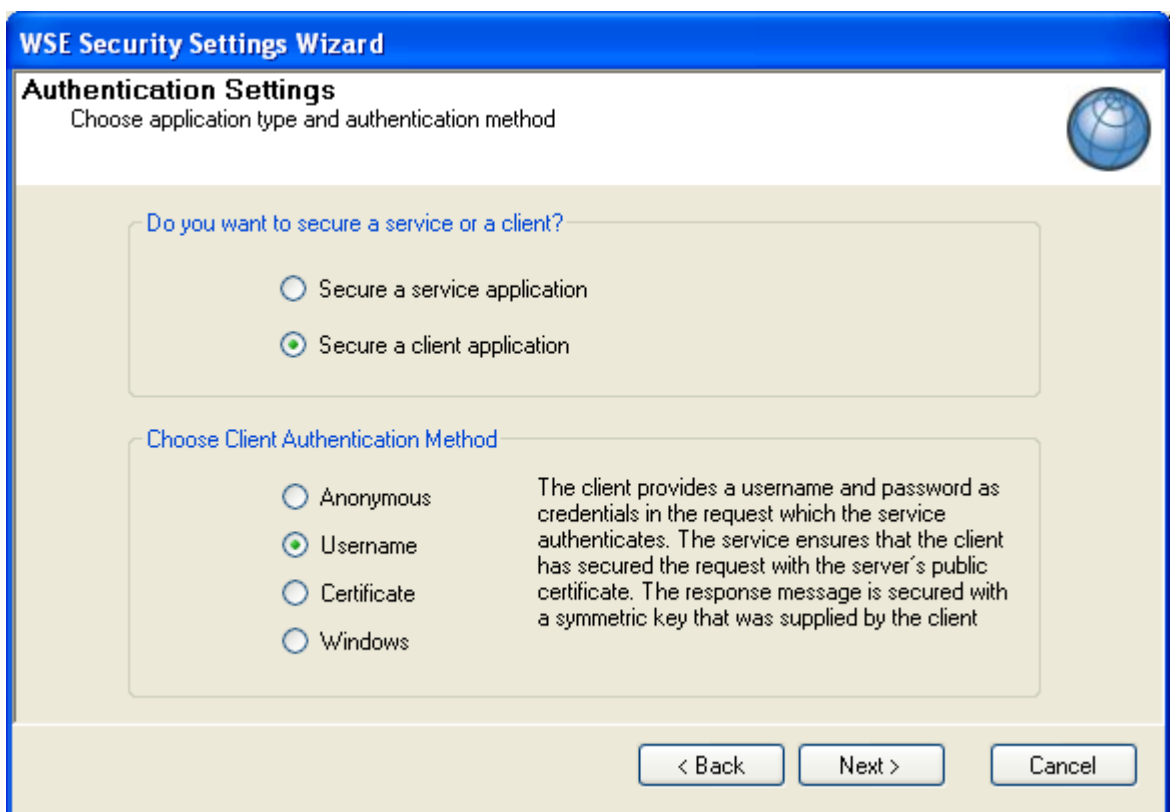 WSE Security Settings Wizard
Authentication Settings
Choose application type and authentication method
Do you want to secure a service or a client?
Secure a service application
Secure a client application
Choose Client Authentication Method
Anonymous
Username
Certificate
Windows
The client provides a username and password as
credentials in the request which the service
authenticates. The service ensures that the client
has secured the request with the server´s public
certificate. The response message is secured with
a symmetric key that was supplied by the client
< Back
Next >
Cancel